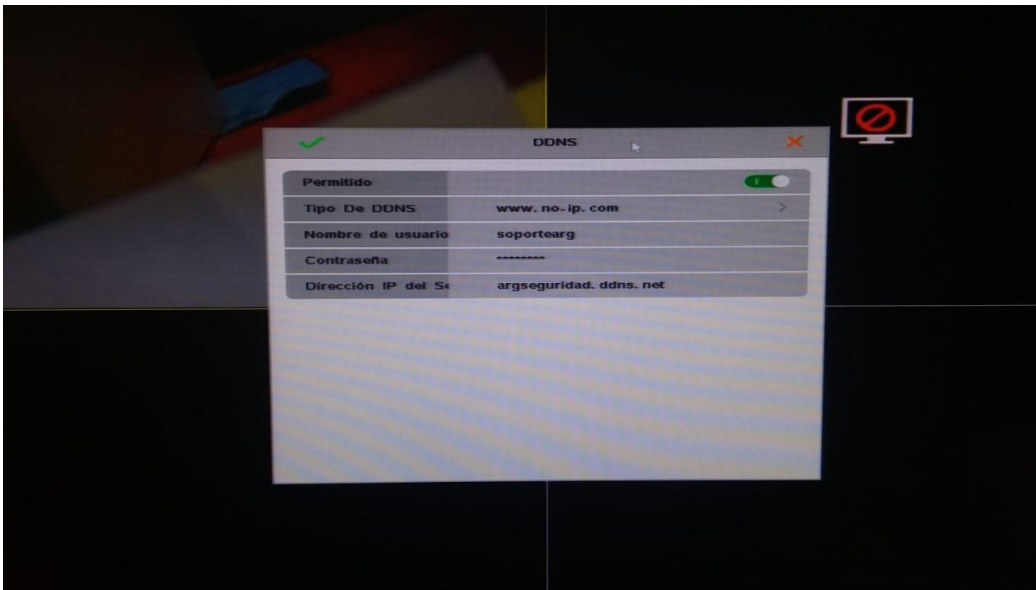 DDNS
Permitido
Tipo De DDNS www.no-ip.com
Nombre de usuario soportearg
Contraseña ********
Dirección IP del Se argseguridad.ddns.net